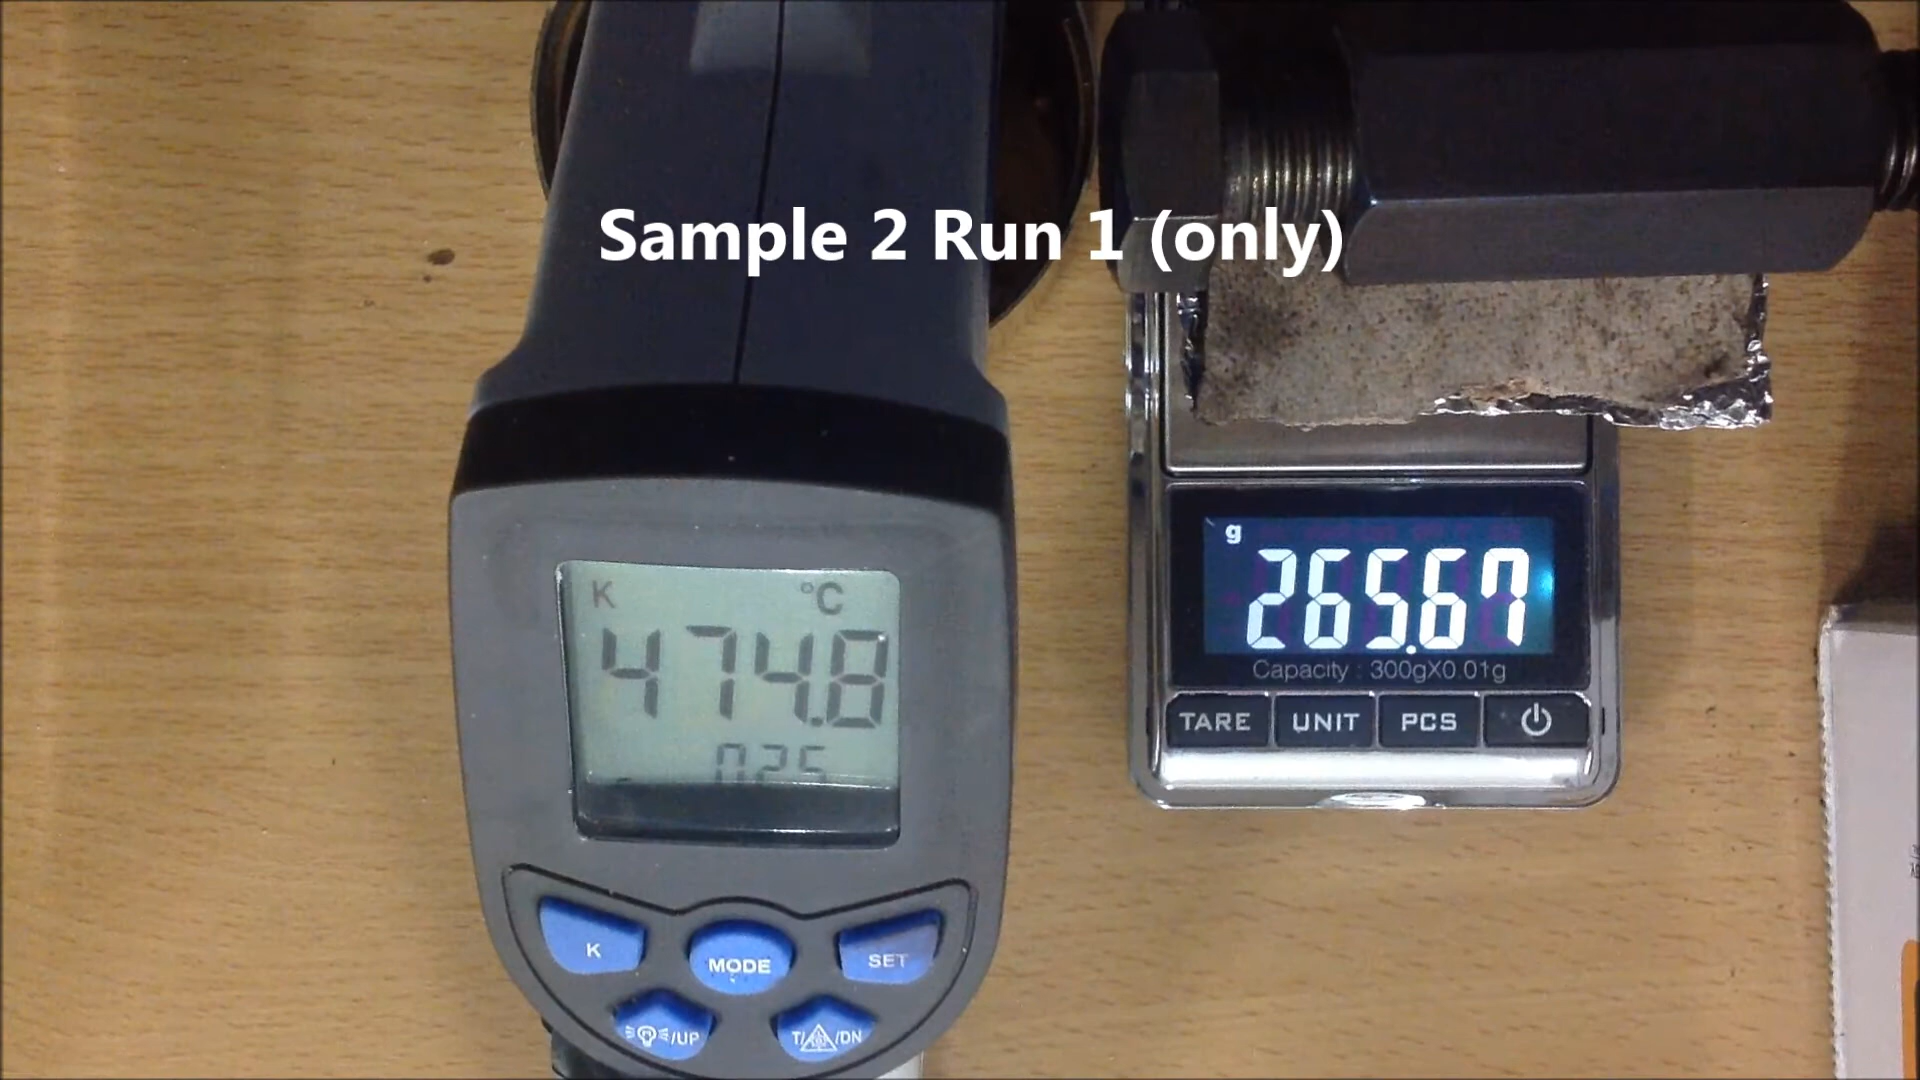 Sample 2 Run 1 (only)
g
265.67
Capacity : 300gX0.01g
TARE UNIT PCS
K °C
474.8
025
K MODE SET
/UP T/ /DN